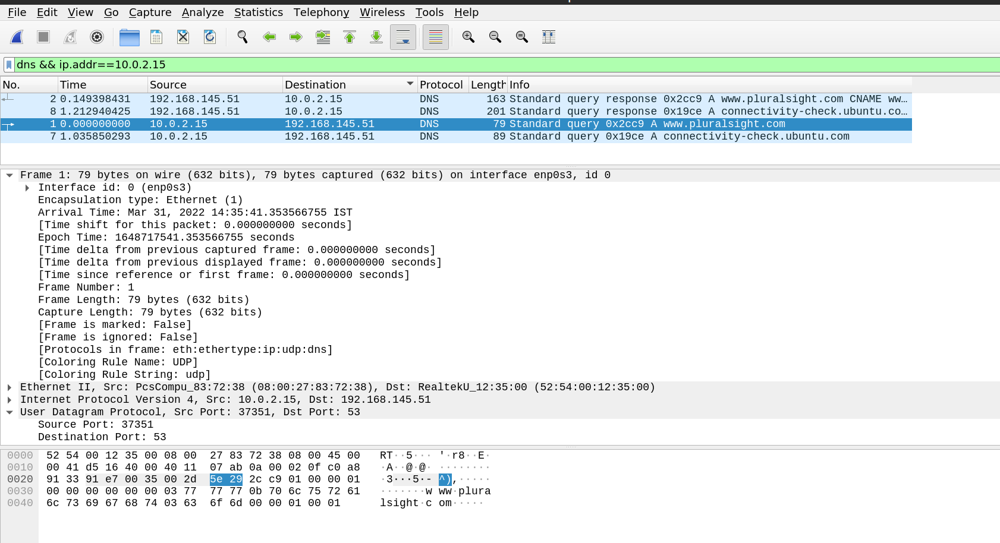 File Edit View Go Capture Analyze Statistics Telephony Wireless Tools Help
dns && ip.addr==10.0.2.15
No. Time Source Destination Protocol Length Info
2 0.149398431 192.168.145.51 10.0.2.15 DNS 163 Standard query response 0x2cc9 A www.pluralsight.com CNAME ww…
8 1.212940425 192.168.145.51 10.0.2.15 DNS 201 Standard query response 0x19ce A connectivity-check.ubuntu.co…
1 0.000000000 10.0.2.15 192.168.145.51 DNS 79 Standard query 0x2cc9 A www.pluralsight.com
7 1.035850293 10.0.2.15 192.168.145.51 DNS 89 Standard query 0x19ce A connectivity-check.ubuntu.com
Frame 1: 79 bytes on wire (632 bits), 79 bytes captured (632 bits) on interface enp0s3, id 0
Interface id: 0 (enp0s3)
Encapsulation type: Ethernet (1)
Arrival Time: Mar 31, 2022 14:35:41.353566755 IST
[Time shift for this packet: 0.000000000 seconds]
Epoch Time: 1648717541.353566755 seconds
[Time delta from previous captured frame: 0.000000000 seconds]
[Time delta from previous displayed frame: 0.000000000 seconds]
[Time since reference or first frame: 0.000000000 seconds]
Frame Number: 1
Frame Length: 79 bytes (632 bits)
Capture Length: 79 bytes (632 bits)
[Frame is marked: False]
[Frame is ignored: False]
[Protocols in frame: eth:ethertype:ip:udp:dns]
[Coloring Rule Name: UDP]
[Coloring Rule String: udp]
Ethernet II, Src: PcsCompu_83:72:38 (08:00:27:83:72:38), Dst: RealtekU_12:35:00 (52:54:00:12:35:00)
Internet Protocol Version 4, Src: 10.0.2.15, Dst: 192.168.145.51
User Datagram Protocol, Src Port: 37351, Dst Port: 53
Source Port: 37351
Destination Port: 53
0000 52 54 00 12 35 00 08 00 27 83 72 38 08 00 45 00 RT··5··· '·r8··E·
0010 00 41 d5 16 40 00 40 11 07 ab 0a 00 02 0f c0 a8 ·A··@·@· ········
0020 91 33 91 e7 00 35 00 2d 5e 29 2c c9 01 00 00 01 ·3···5·- ^),·····
0030 00 00 00 00 00 00 03 77 77 77 0b 70 6c 75 72 61 ·······w ww·plura
0040 6c 73 69 67 68 74 03 63 6f 6d 00 00 01 00 01 lsight·c om·····